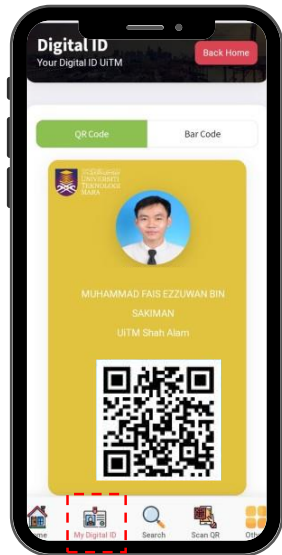 Digital ID
Your Digital ID UiTM
Back Home
QR Code
Bar Code
UNIVERSITI
TEKNOLOGI
MARA
MUHAMMAD FAIS EZZUWAN BIN
SAKIMAN
UiTM Shah Alam
My Digital ID
Search
Scan QR